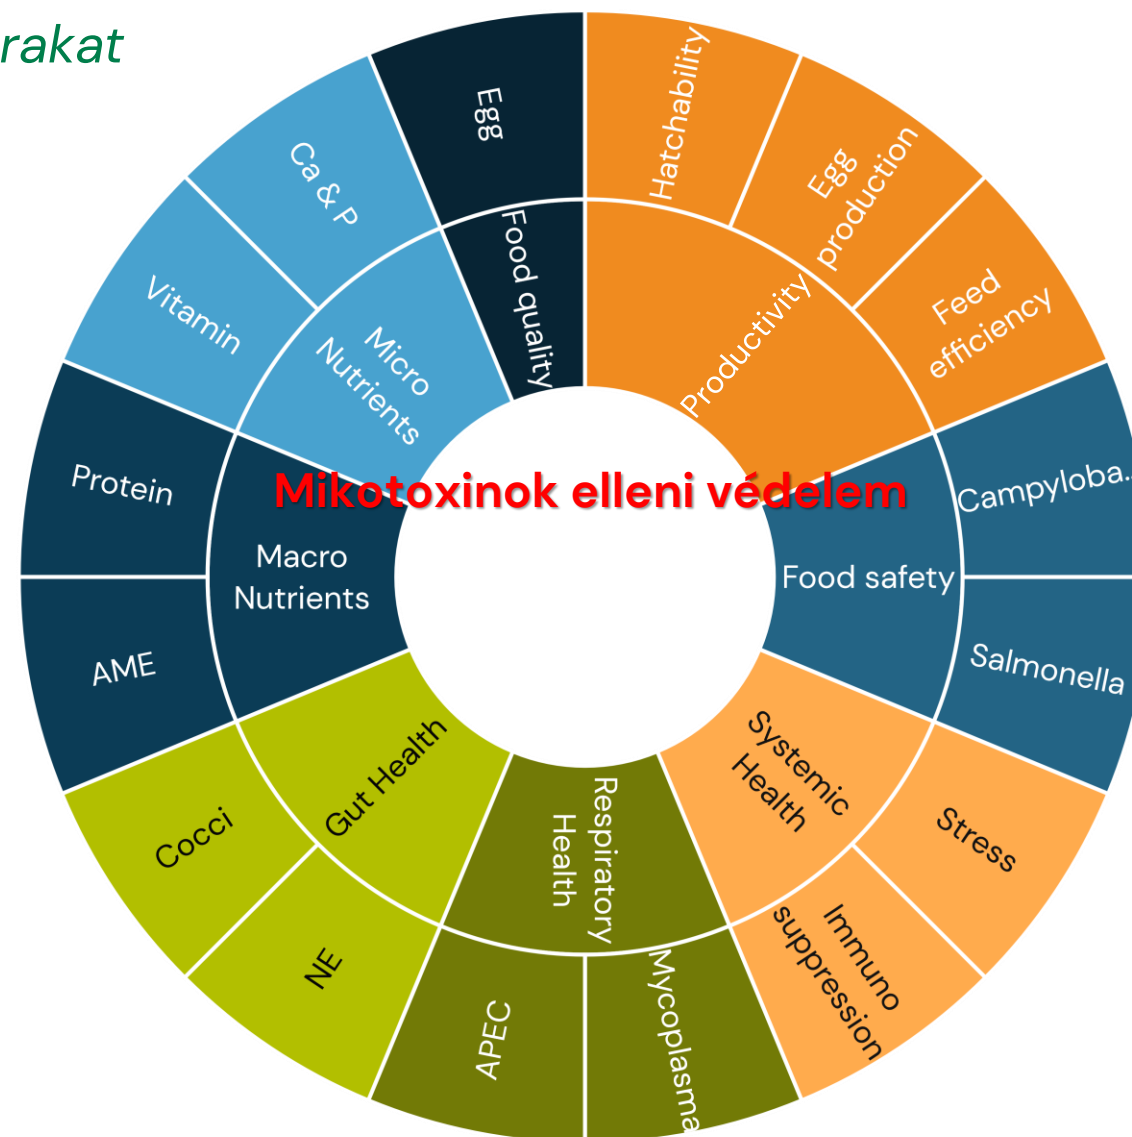 rakat
Egg
Food quality
Hatchability
Egg
production
Feed
efficiency
Productivity
Campyloba...
Salmonella
Food safety
Stress
Immuno
suppression
Systemic
Health
Mycoplasma
APEC
Respiratory
Health
NE
Cocci
Gut Health
AME
Protein
Macro
Nutrients
Vitamin
Ca & P
Micro
Nutrients
Mikotoxinok elleni védelem